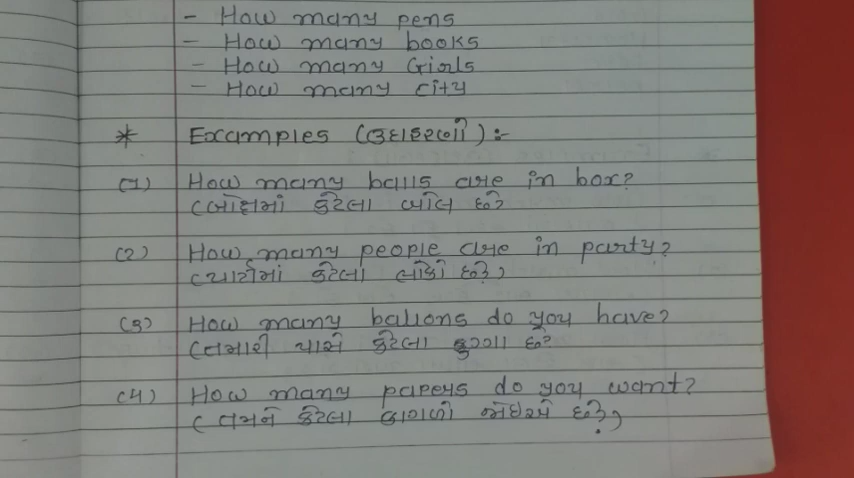 - How many pens
- How many books
- How many Girls
- How many city
* Examples (ઉદાહરણો) :-
(1) How many balls are in box?
(બોક્ષમાં કેટલા બોલ છે?
(2) How many people are in party?
(પાર્ટીમાં કેટલા લોકો છે?)
(3) How many ballons do you have?
(તમારી પાસે કેટલા ફુગ્ગા છે?
(4) How many papers do you want?
(તમને કેટલા કાગળો જોઇએ છે?)